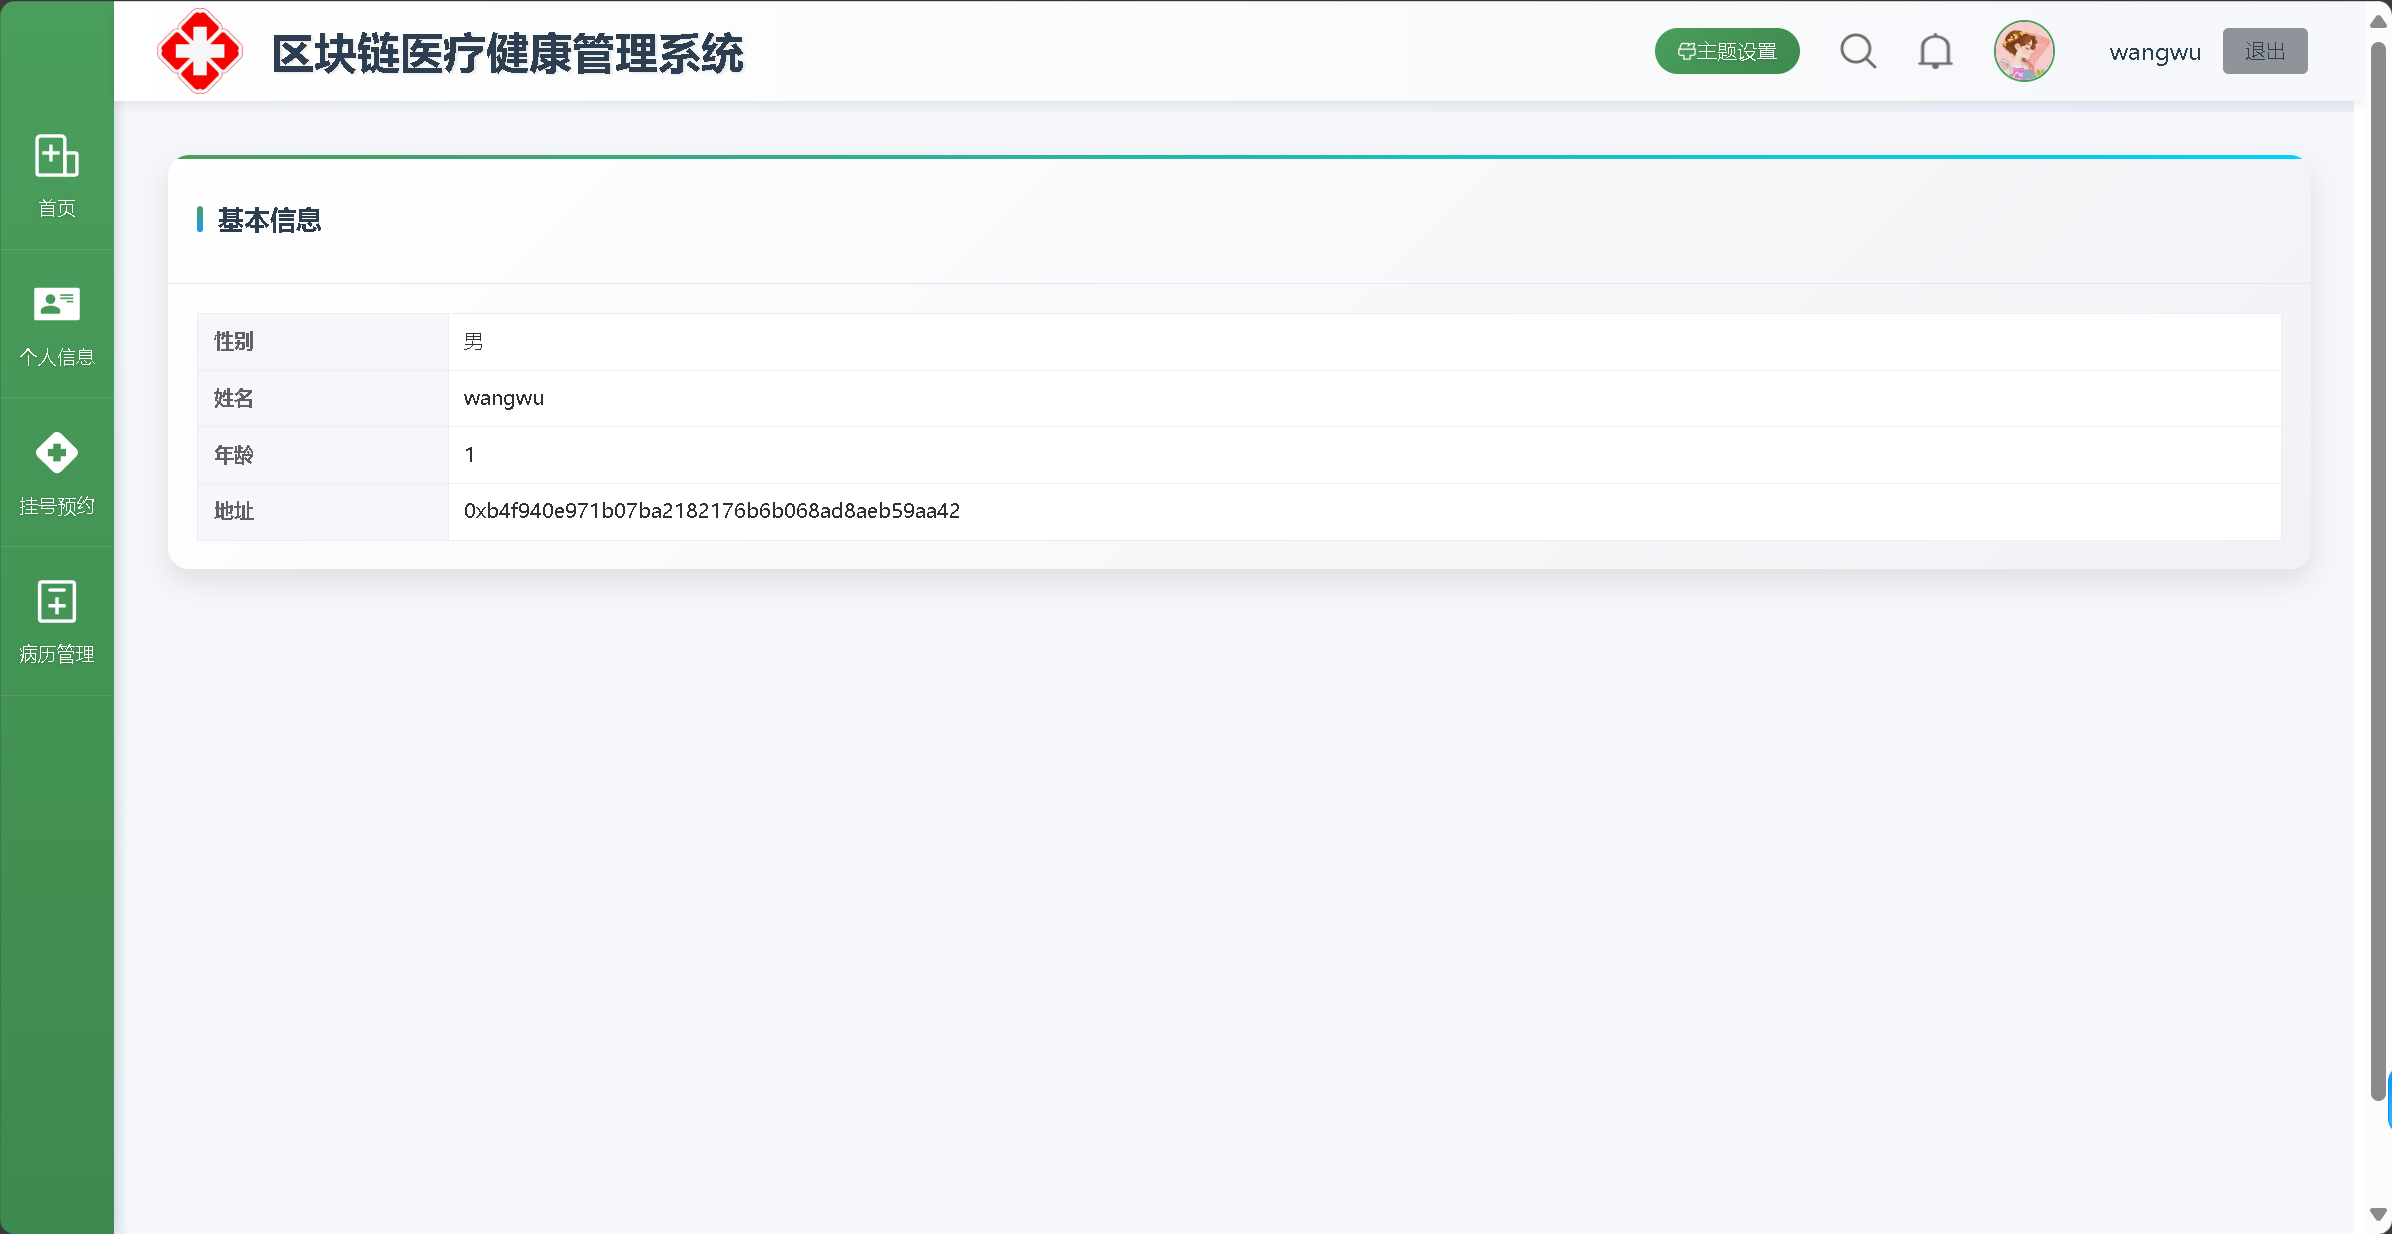 区块链医疗健康管理系统
主题设置
wangwu
退出
首页
个人信息
挂号预约
病历管理
基本信息
性别 男
姓名 wangwu
年龄 1
地址 0xb4f940e971b07ba2182176b6b068ad8aeb59aa42